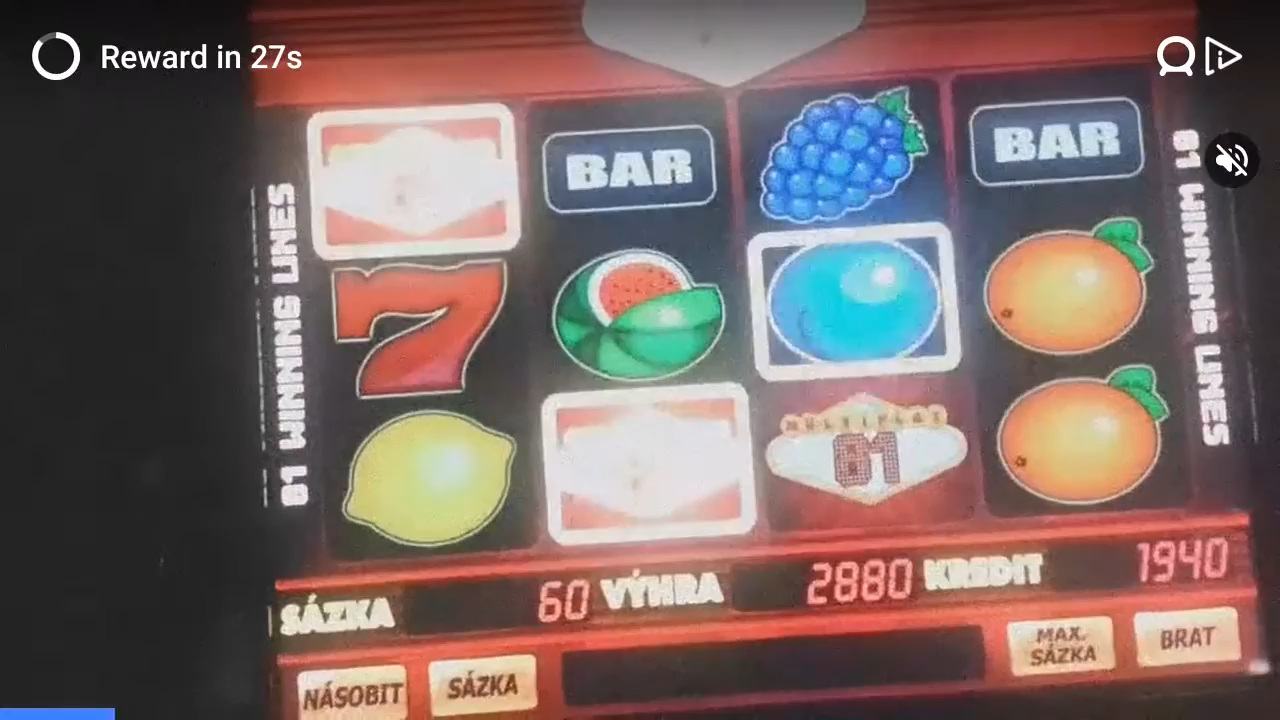 Reward in 27s
BAR
BAR
81 WINNING LINES
81 WINNING LINES
MULTIPLAY
81
SÁZKA 60 VÝHRA 2880 KREDIT 1940
NÁSOBIT SÁZKA MAX. SÁZKA BRAT